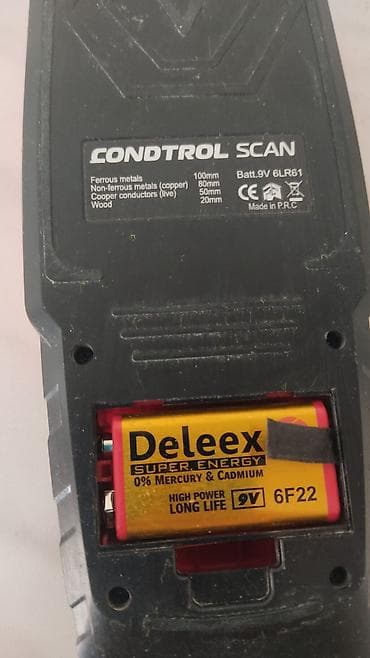 CONDTROL SCAN
Ferrous metals 100mm Batt.9V 6LR61
Non-ferrous metals (copper) 80mm
Cooper conductors (live) 50mm
Wood 20mm
CE
Made in P.R.C
Deleex
SUPER ENERGY
0% MERCURY & CADMIUM
HIGH POWER
LONG LIFE 9V 6F22